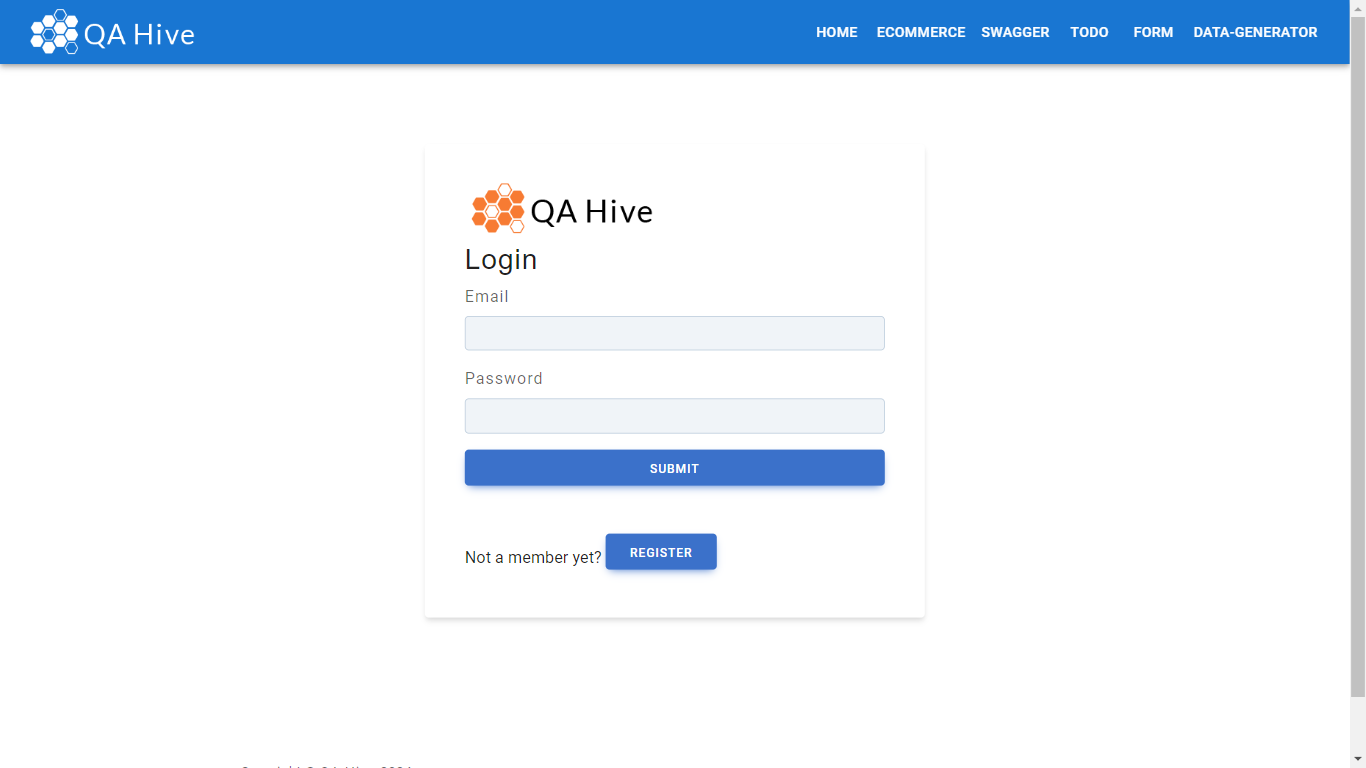 QA Hive
HOME ECOMMERCE SWAGGER TODO FORM DATA-GENERATOR
QA Hive
Login
Email
Password
SUBMIT
Not a member yet? REGISTER